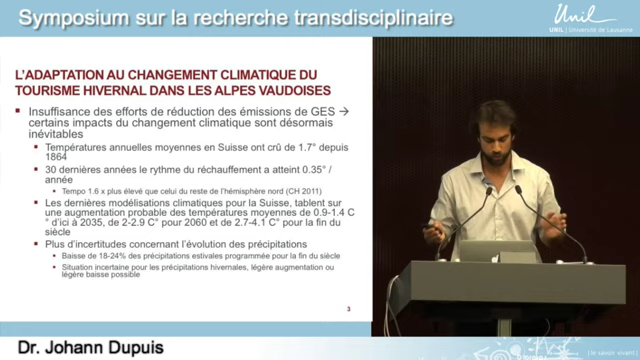 Symposium sur la recherche transdisciplinaire
Unil
UNIL | Université de Lausanne
L'ADAPTATION AU CHANGEMENT CLIMATIQUE DU
TOURISME HIVERNAL DANS LES ALPES VAUDOISES
Insuffisance des efforts de réduction des émissions de GES →
certains impacts du changement climatique sont désormais
inévitables
Températures annuelles moyennes en Suisse ont crû de 1.7° depuis
1864
30 dernières années le rythme du réchauffement a atteint 0.35° /
année
Tempo 1.6 x plus élevé que celui du reste de l'hémisphère nord (CH 2011)
Les dernières modélisations climatiques pour la Suisse, tablent sur
une augmentation probable des températures moyennes de 0.9-1.4 C
° d'ici à 2035, de 2-2.9 C° pour 2060 et de 2.7-4.1 C° pour la fin du
siècle
Plus d'incertitudes concernant l'évolution des précipitations
Baisse de 18-24% des précipitations estivales programmée pour la fin du siècle
Situation incertaine pour les précipitations hivernales, légère augmentation ou
légère baisse possible
3
Dr. Johann Dupuis
| le savoir vivant |